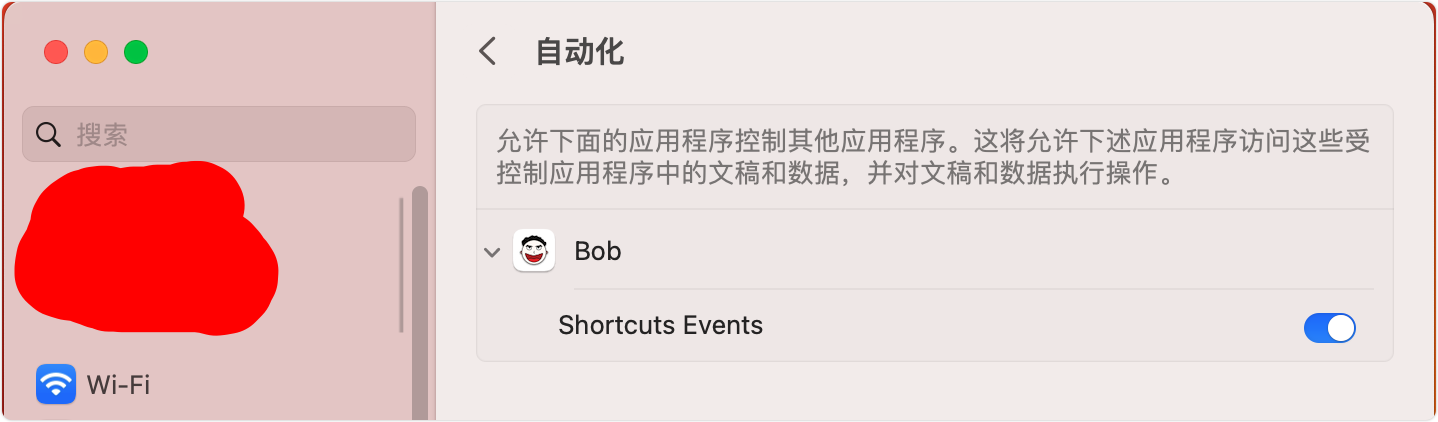 自动化
搜索
允许下面的应用程序控制其他应用程序。这将允许下述应用程序访问这些受
控制应用程序中的文稿和数据，并对文稿和数据执行操作。
Bob
Shortcuts Events
Wi-Fi